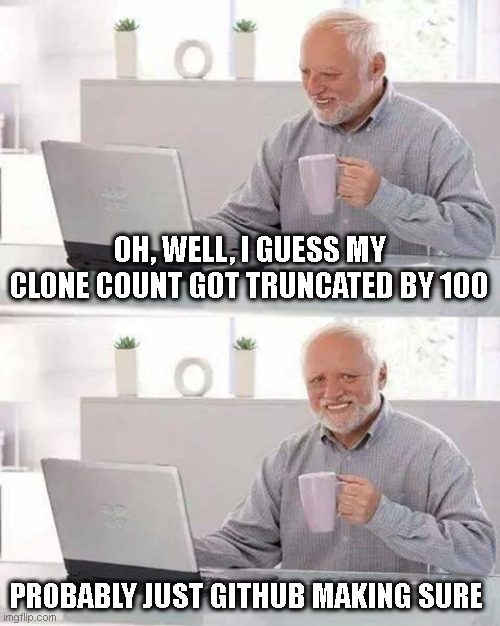 OH, WELL, I GUESS MY
CLONE COUNT GOT TRUNCATED BY 100
PROBABLY JUST GITHUB MAKING SURE
imgflip.com